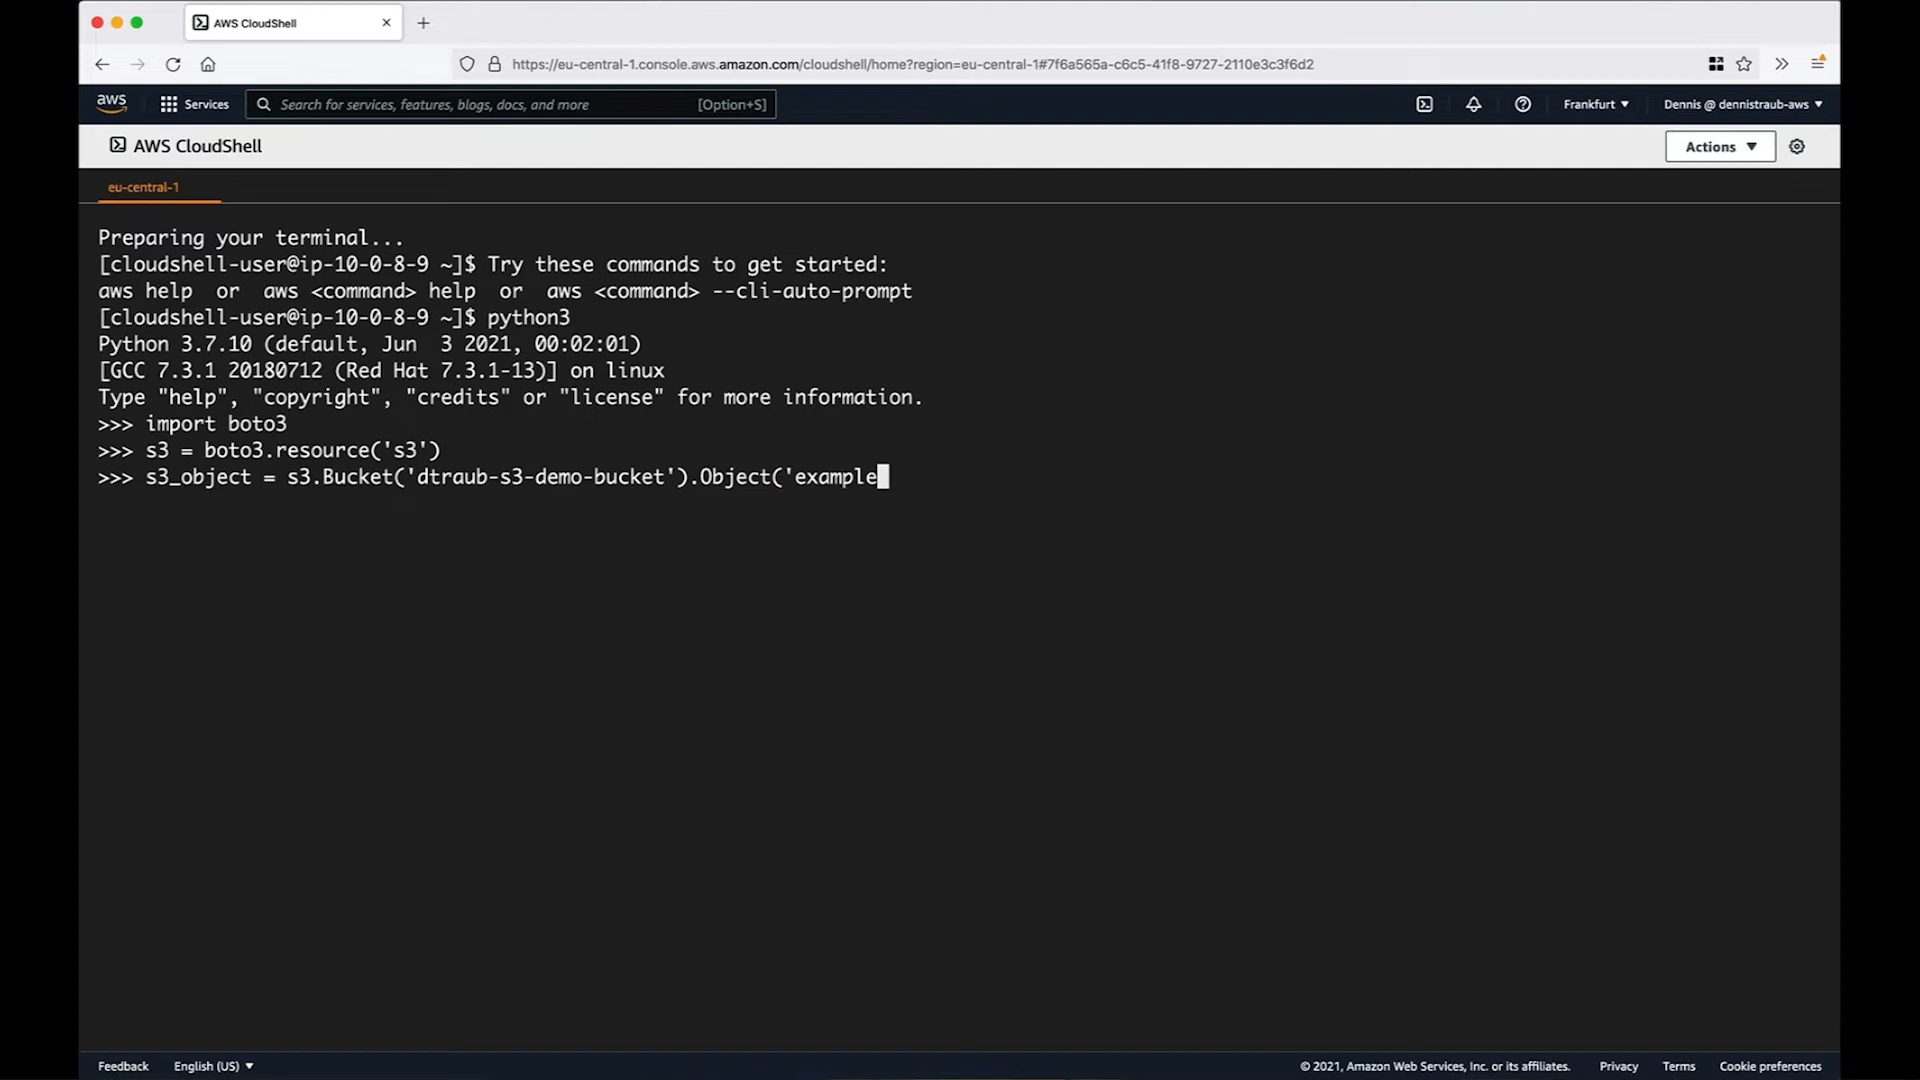 AWS CloudShell
https://eu-central-1.console.aws.amazon.com/cloudshell/home?region=eu-central-1#7f6a565a-c6c5-41f8-9727-2110e3c3f6d2
aws Services Search for services, features, blogs, docs, and more [Option+S] Frankfurt Dennis @ dennistraub-aws
AWS CloudShell Actions
eu-central-1
Preparing your terminal...
[cloudshell-user@ip-10-0-8-9 ~]$ Try these commands to get started:
aws help  or  aws <command> help  or  aws <command> --cli-auto-prompt
[cloudshell-user@ip-10-0-8-9 ~]$ python3
Python 3.7.10 (default, Jun  3 2021, 00:02:01)
[GCC 7.3.1 20180712 (Red Hat 7.3.1-13)] on linux
Type "help", "copyright", "credits" or "license" for more information.
>>> import boto3
>>> s3 = boto3.resource('s3')
>>> s3_object = s3.Bucket('dtraub-s3-demo-bucket').Object('example
Feedback English (US) © 2021, Amazon Web Services, Inc. or its affiliates. Privacy Terms Cookie preferences